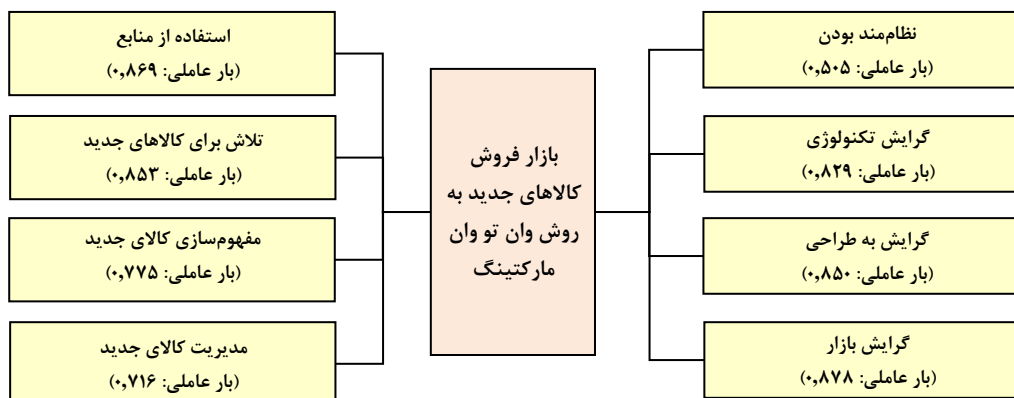 نظام‌مند بودن
(بار عاملی: ۰,۵۰۵)
گرایش تکنولوژی
(بار عاملی: ۰,۸۲۹)
گرایش به طراحی
(بار عاملی: ۰,۸۵۰)
گرایش بازار
(بار عاملی: ۰,۸۷۸)
بازار فروش
کالاهای جدید به
روش وان تو وان
مارکتینگ
استفاده از منابع
(بار عاملی: ۰,۸۶۹)
تلاش برای کالاهای جدید
(بار عاملی: ۰,۸۵۳)
مفهوم‌سازی کالای جدید
(بار عاملی: ۰,۷۷۵)
مدیریت کالای جدید
(بار عاملی: ۰,۷۱۶)